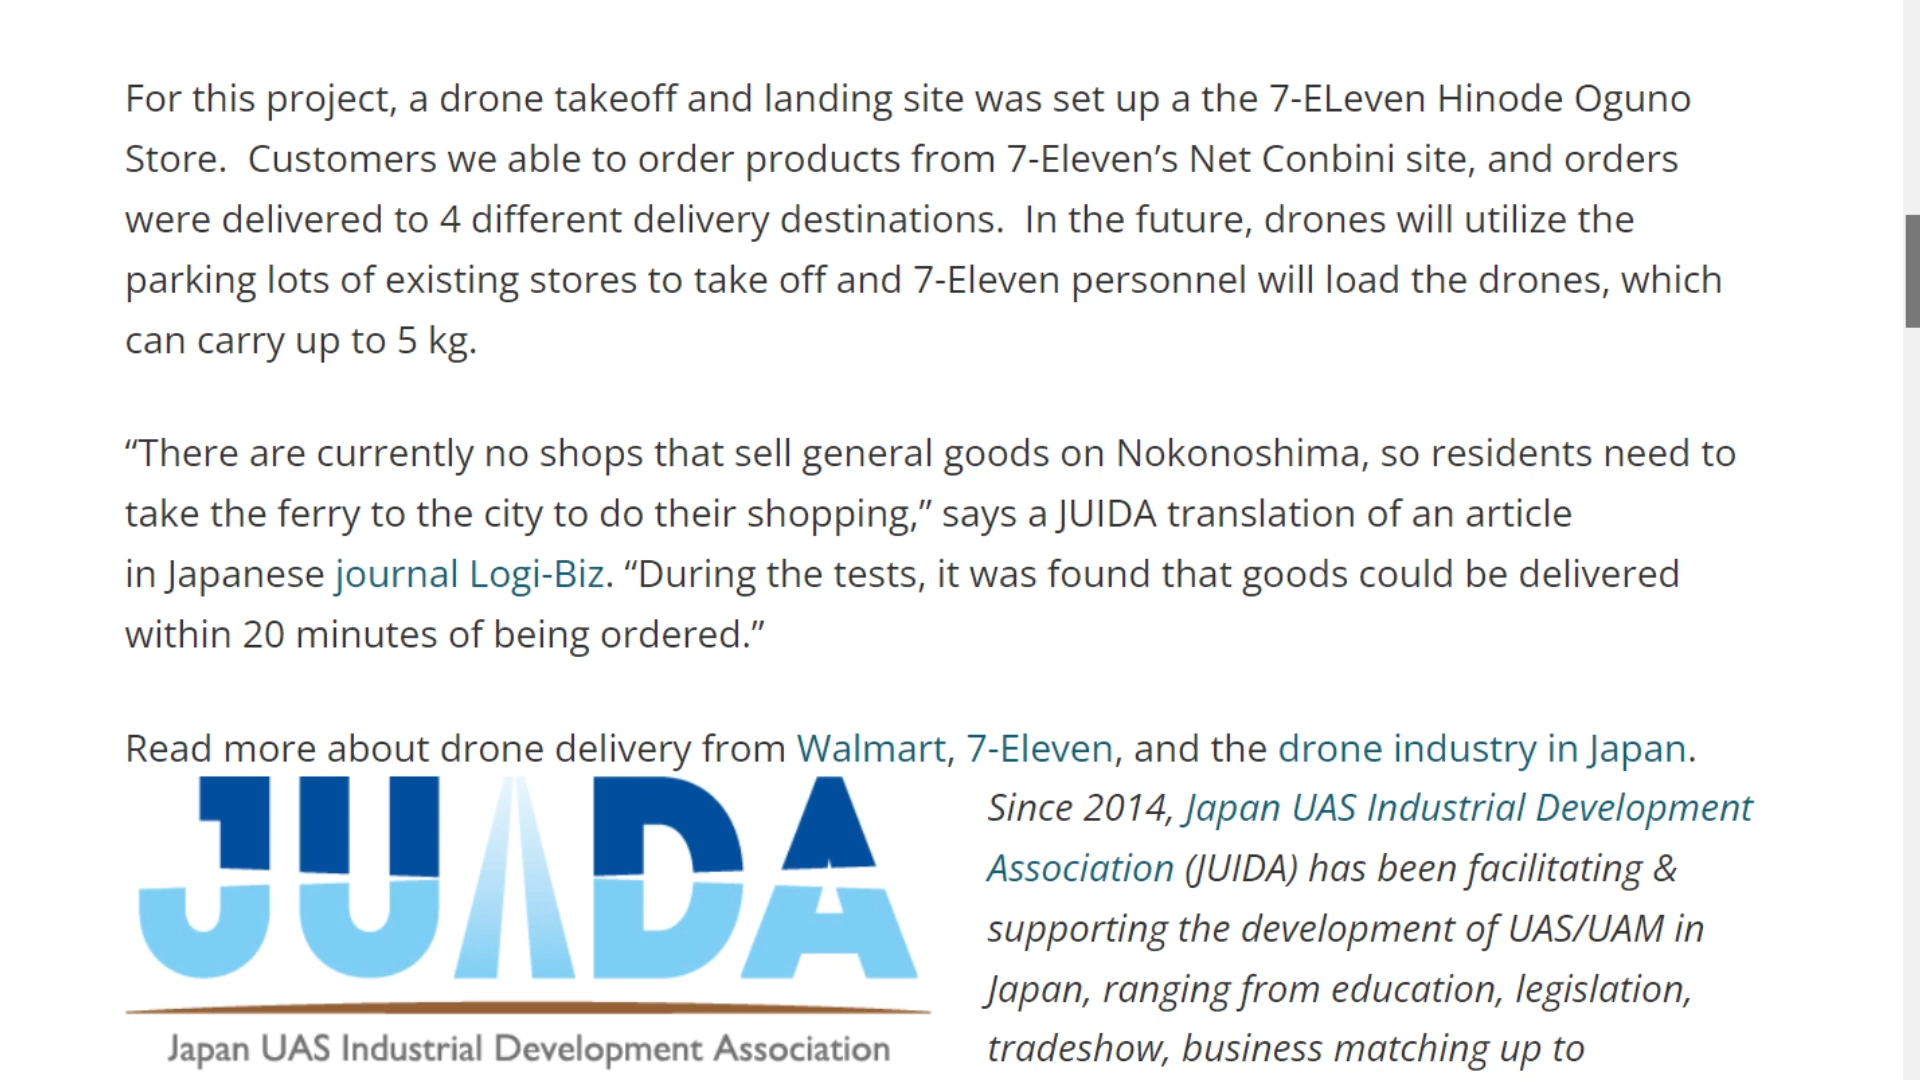 For this project, a drone takeoff and landing site was set up a the 7-ELeven Hinode Oguno
Store.  Customers we able to order products from 7-Eleven’s Net Conbini site, and orders
were delivered to 4 different delivery destinations.  In the future, drones will utilize the
parking lots of existing stores to take off and 7-Eleven personnel will load the drones, which
can carry up to 5 kg.
“There are currently no shops that sell general goods on Nokonoshima, so residents need to
take the ferry to the city to do their shopping,” says a JUIDA translation of an article
in Japanese journal Logi-Biz. “During the tests, it was found that goods could be delivered
within 20 minutes of being ordered.”
Read more about drone delivery from Walmart, 7-Eleven, and the drone industry in Japan.
JUIDA
Japan UAS Industrial Development Association
Since 2014, Japan UAS Industrial Development
Association (JUIDA) has been facilitating &
supporting the development of UAS/UAM in
Japan, ranging from education, legislation,
tradeshow, business matching up to